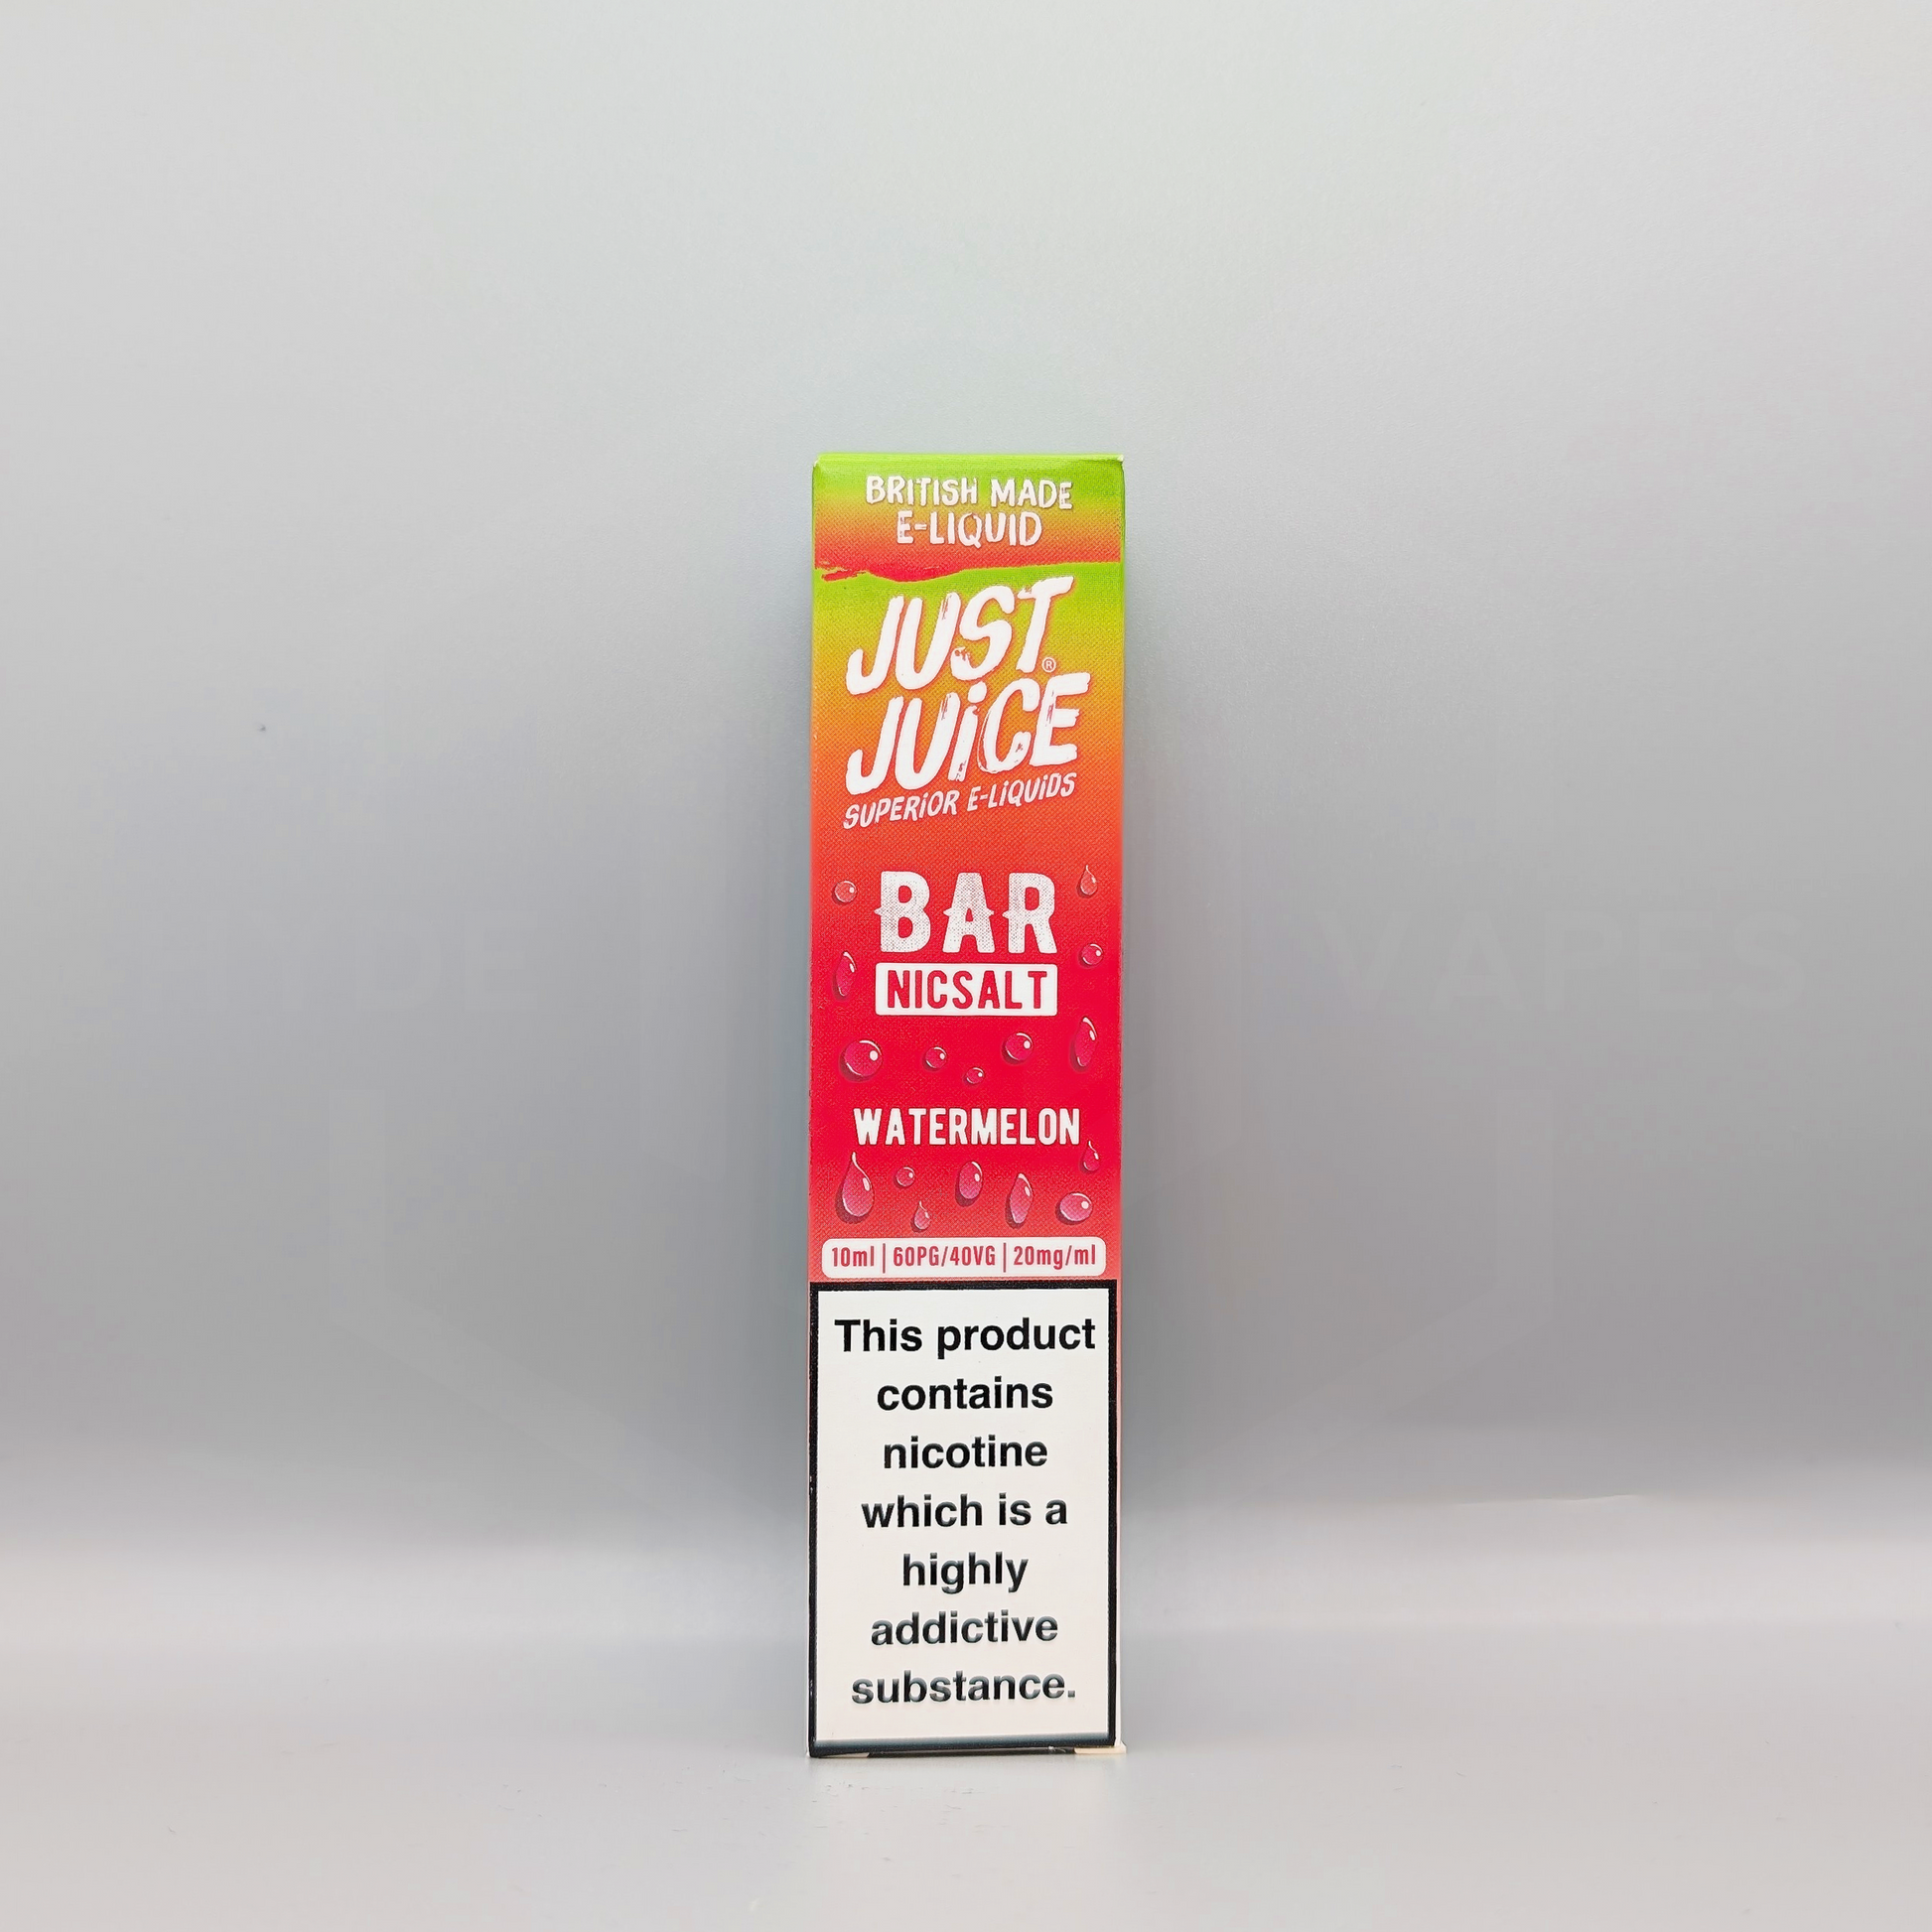 BRITISH MADE
E-LIQUID
JUST
JUiCE®
SUPERiOR E-LiQUiDS
BAR
NICSALT
WATERMELON
10ml | 60PG/40VG | 20mg/ml
This product
contains
nicotine
which is a
highly
addictive
substance.